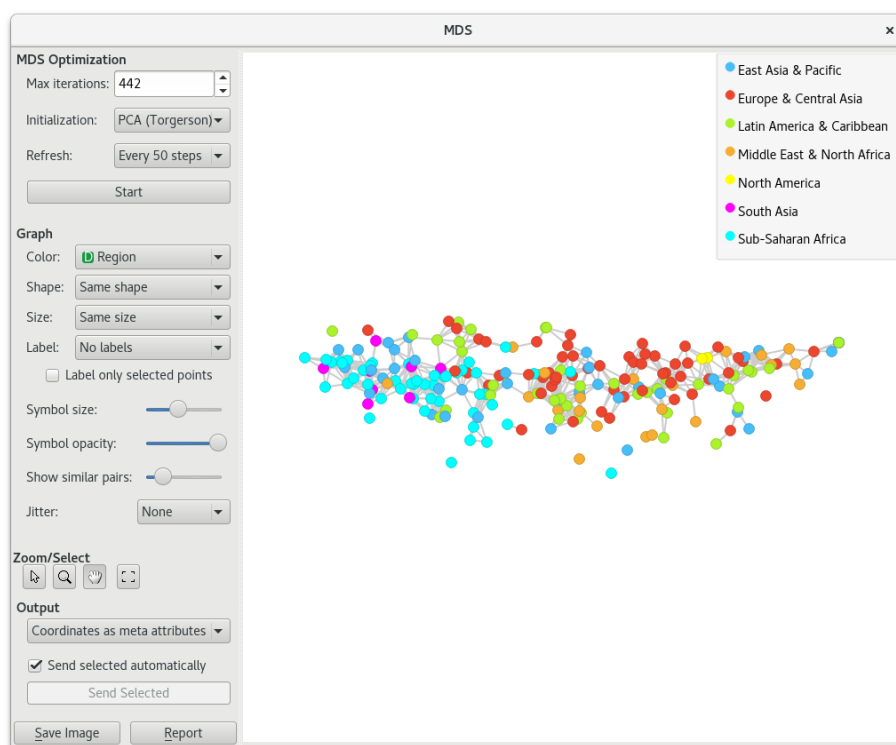 MDS
×
MDS Optimization
Max iterations: 442
Initialization: PCA (Torgerson)
Refresh: Every 50 steps
Start
Graph
Color: D Region
Shape: Same shape
Size: Same size
Label: No labels
Label only selected points
Symbol size:
Symbol opacity:
Show similar pairs:
Jitter: None
Zoom/Select
Output
Coordinates as meta attributes
Send selected automatically
Send Selected
Save Image Report
East Asia & Pacific
Europe & Central Asia
Latin America & Caribbean
Middle East & North Africa
North America
South Asia
Sub-Saharan Africa